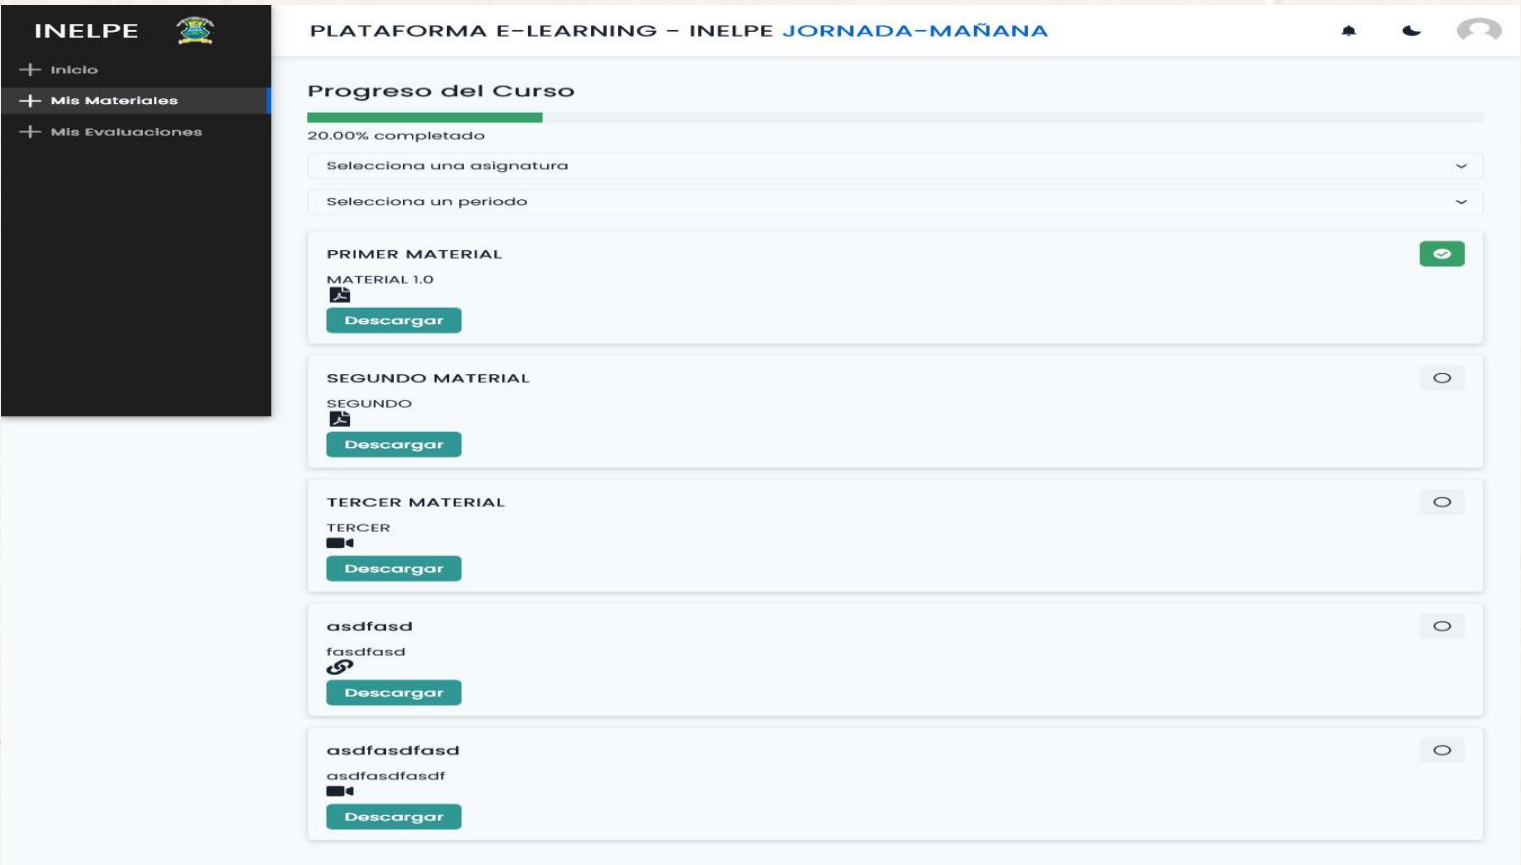 INELPE
PLATAFORMA E-LEARNING - INELPE JORNADA-MAÑANA
Inicio
Mis Materiales
Mis Evaluaciones
Progreso del Curso
20.00% completado
Selecciona una asignatura
Selecciona un periodo
PRIMER MATERIAL
MATERIAL 1.0
Descargar
SEGUNDO MATERIAL
SEGUNDO
Descargar
TERCER MATERIAL
TERCER
Descargar
asdfasd
fasdfasd
Descargar
asdfasdfasd
asdfasdfasdf
Descargar